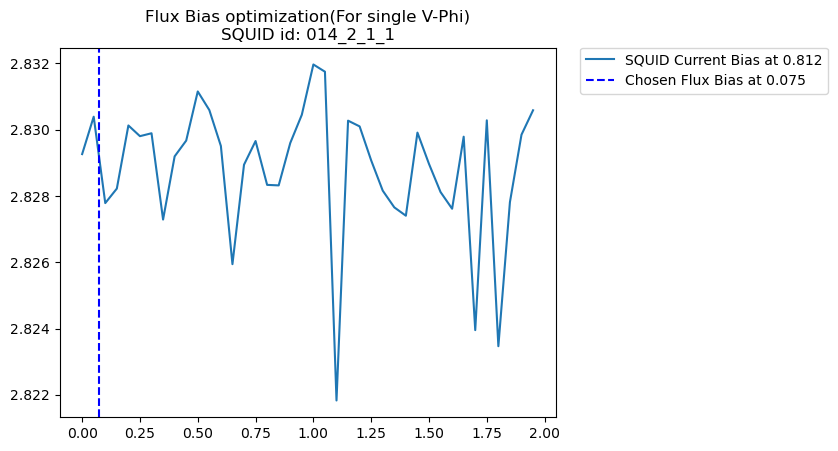 Flux Bias optimization(For single V-Phi)
SQUID id: 014_2_1_1
SQUID Current Bias at 0.812
Chosen Flux Bias at 0.075
2.832
2.830
2.828
2.826
2.824
2.822
0.00 0.25 0.50 0.75 1.00 1.25 1.50 1.75 2.00